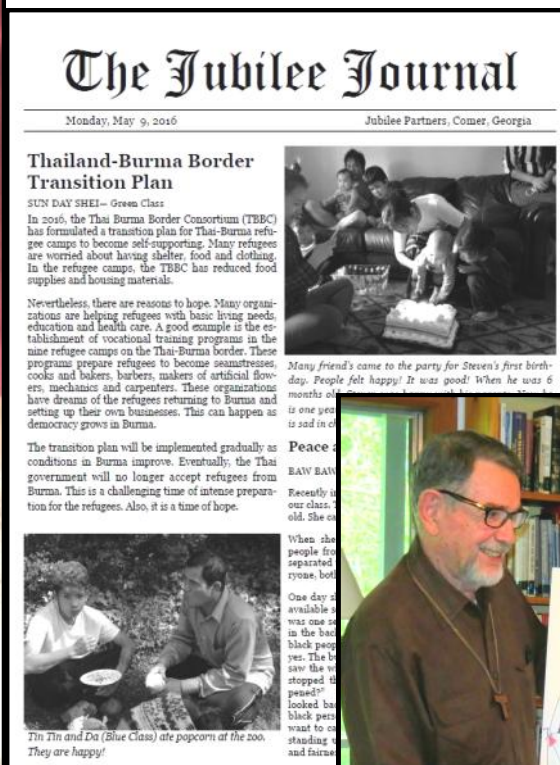 The Jubilee Journal
Monday, May 9, 2016
Jubilee Partners, Comer, Georgia
Thailand-Burma Border
Transition Plan
SUN DAY SHEI— Green Class
In 2016, the Thai Burma Border Consortium (TBBC)
has formulated a transition plan for Thai-Burma refu-
gee camps to become self-supporting. Many refugees
are worried about having shelter, food and clothing.
In the refugee camps, the TBBC has reduced food
supplies and housing materials.
Nevertheless, there are reasons to hope. Many organi-
zations are helping refugees with basic living needs,
education and health care. A good example is the es-
tablishment of vocational training programs in the
nine refugee camps on the Thai-Burma border. These
programs prepare refugees to become seamstresses,
cooks and bakers, barbers, makers of artificial flow-
ers, mechanics and carpenters. These organizations
have dreams of the refugees returning to Burma and
setting up their own businesses. This can happen as
democracy grows in Burma.
The transition plan will be implemented gradually as
conditions in Burma improve. Eventually, the Thai
government will no longer accept refugees from
Burma. This is a challenging time of intense prepara-
tion for the refugees. Also, it is a time of hope.
Tin Tin and Da (Blue Class) ate popcorn at the zoo.
They are happy!
Many friend's came to the party for Steven's first birth-
day. People felt happy! It was good! When he was 6
months old
is one yea
is sad in ch
Peace
BAW BAW
Recently in
our class.
old. She ca
When she
people fro
separated
ryone, both
One day s
available s
was one se
in the back
black peop
yes. The bu
saw the w
stopped th
pened?"
looked bac
black perso
want to ca
standing u
and fairnes